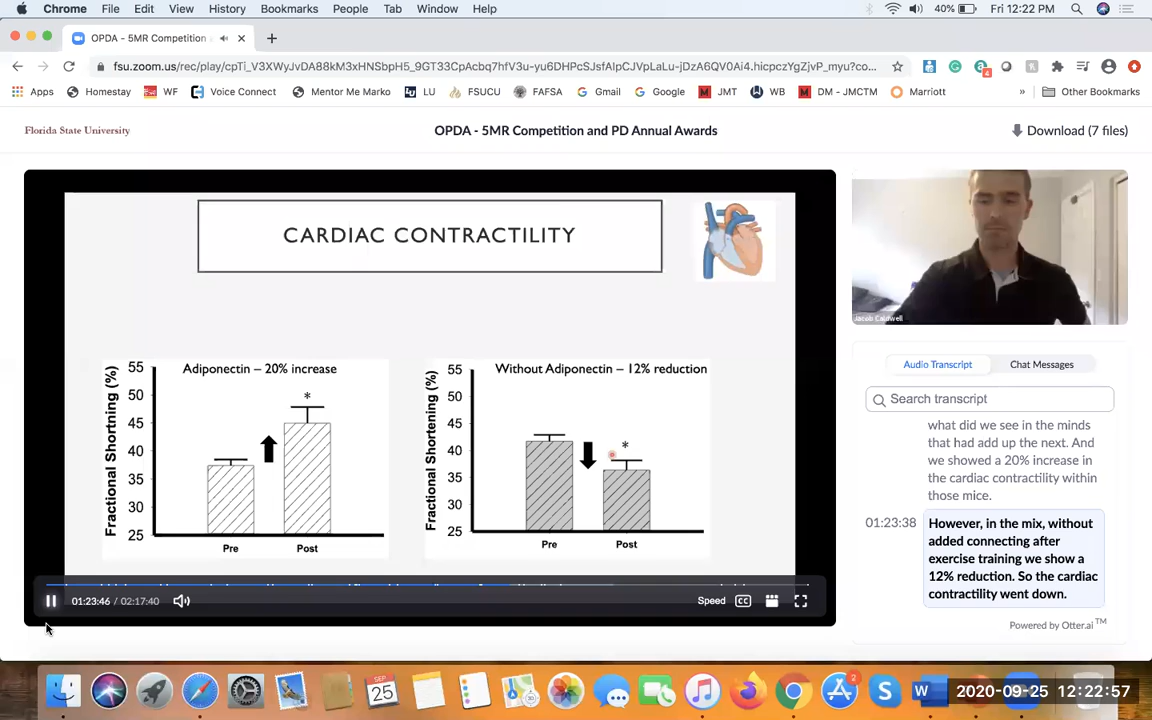 Chrome File Edit View History Bookmarks People Tab Window Help 40% Fri 12:22 PM
OPDA - 5MR Competition
fsu.zoom.us/rec/play/cpTi_V3XWyJvDA88kM3xHNSbpH5_9GT33CpAcbq7hfV3u-yu6DHPcSJsfAlpCJVpLaLu-jDzA6QV0Ai4.hicpczYgZjvP_myu?co...
Apps Homestay WF Voice Connect Mentor Me Marko LU FSUCU FAFSA Gmail Google JMT WB DM - JMCTM Marriott » Other Bookmarks
Florida State University
OPDA - 5MR Competition and PD Annual Awards
Download (7 files)
CARDIAC CONTRACTILITY
Adiponectin – 20% increase
Fractional Shortning (%)
55
50
45
40
35
30
25
*
Pre Post
Without Adiponectin – 12% reduction
Fractional Shortening (%)
55
50
45
40
35
30
25
*
Pre Post
01:23:46 / 02:17:40
Speed CC
Jacob Caldwell
Audio Transcript Chat Messages
Search transcript
what did we see in the minds
that had add up the next. And
we showed a 20% increase in
the cardiac contractility within
those mice.
01:23:38
However, in the mix, without
added connecting after
exercise training we show a
12% reduction. So the cardiac
contractility went down.
Powered by Otter.ai TM
SEP
25
2
W
2020-09-25 12:22:57